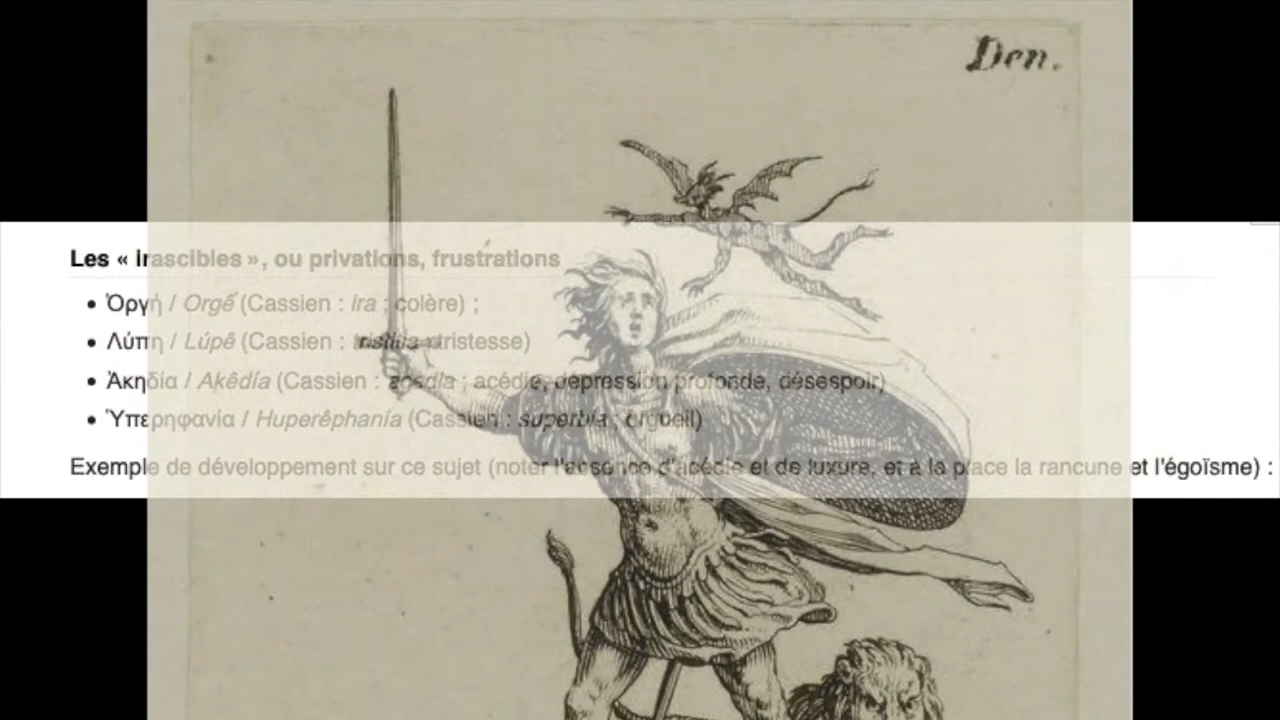 Den.
Les « irascibles », ou privations, frustrations
• Ὀργή / Orgế (Cassien : ira ; colère) ;
• Λύπη / Lúpê (Cassien : tristitia ; tristesse)
• Ἀκηδία / Akêdía (Cassien : acedia ; acédie, dépression profonde, désespoir)
• Ὑπερηφανία / Huperêphanía (Cassien : superbia ; orgueil)
Exemple de développement sur ce sujet (noter l'absence d'acédie et de luxure, et à la place la rancune et l'égoïsme) :